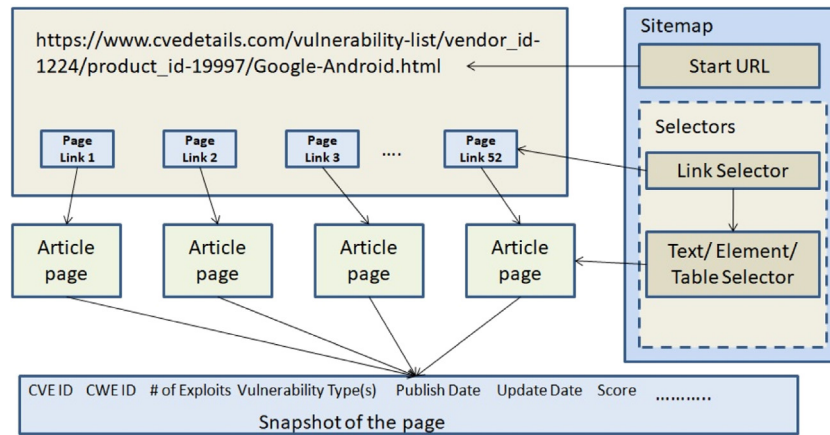 https://www.cvedetails.com/vulnerability-list/vendor_id-
1224/product_id-19997/Google-Android.html
Page
Link 1
Page
Link 2
Page
Link 3
....
Page
Link 52
Article
page
Article
page
Article
page
Article
page
Sitemap
Start URL
Selectors
Link Selector
Text/ Element/
Table Selector
CVE ID CWE ID # of Exploits Vulnerability Type(s) Publish Date Update Date Score ...........
Snapshot of the page